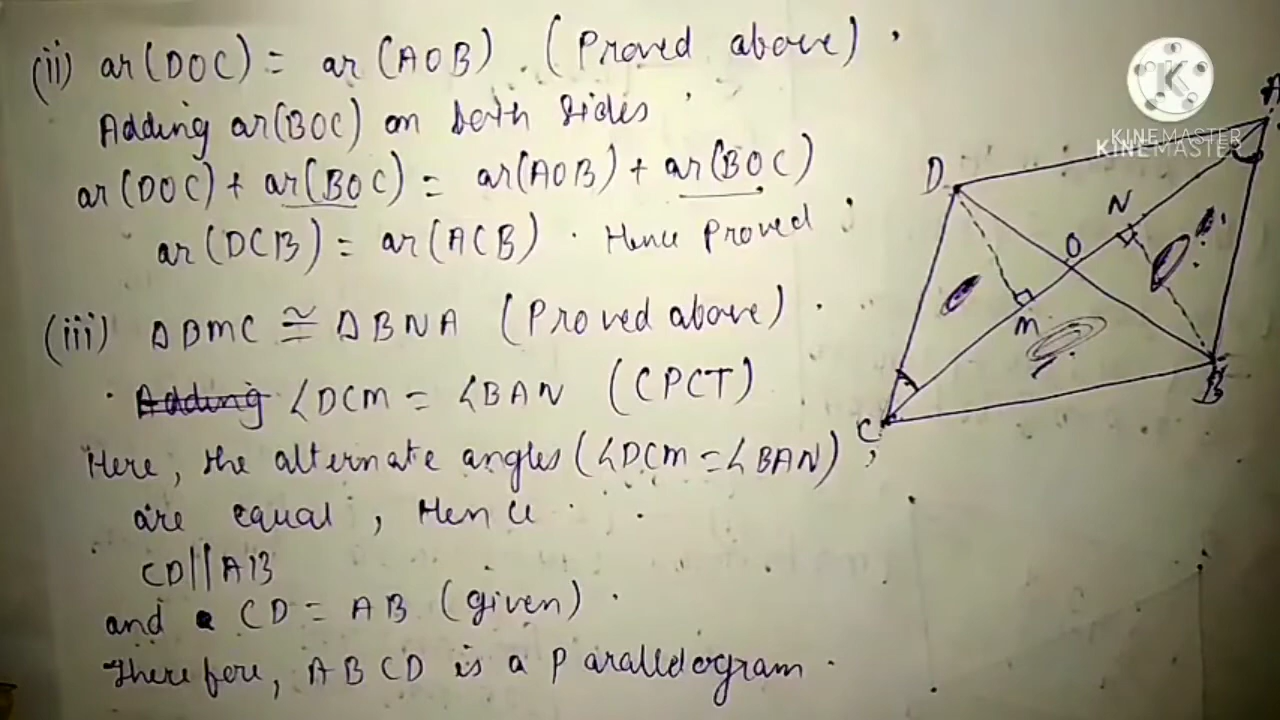 (ii) ar(DOC) = ar(AOB). (Proved above).
Adding ar(BOC) on both sides
ar(DOC) + ar(BOC) = ar(AOB) + ar(BOC)
ar(DCB) = ar(ACB). Hence Proved
(iii) ΔBMC ≅ ΔBNA (Proved above).
Adding ∠DCM = ∠BAN (CPCT)
Here, the alternate angles (∠DCM = ∠BAN),
are equal, Hence
CD||AB
and CD = AB (given).
Therefore, ABCD is a Parallelogram.
K
KINEMASTER
KINEMASTER
A
D
N
O
M
B
C